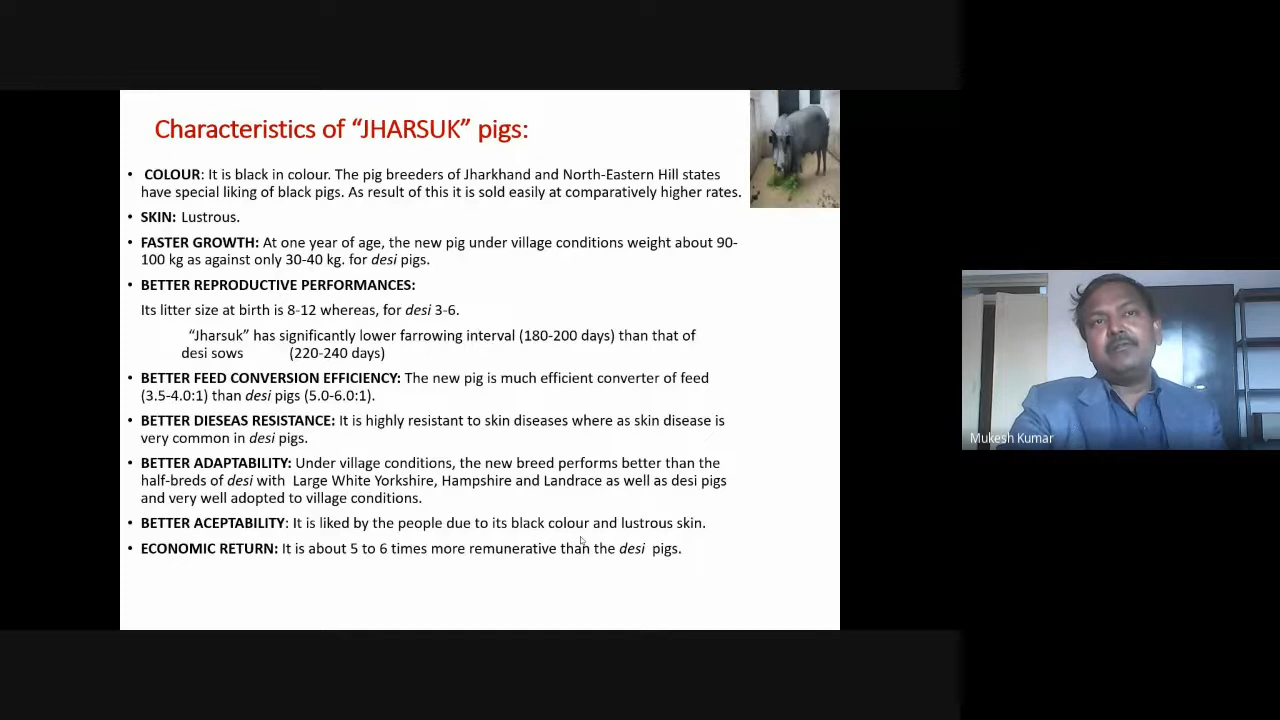 Characteristics of “JHARSUK” pigs:
• COLOUR: It is black in colour. The pig breeders of Jharkhand and North-Eastern Hill states
have special liking of black pigs. As result of this it is sold easily at comparatively higher rates.
• SKIN: Lustrous.
• FASTER GROWTH: At one year of age, the new pig under village conditions weight about 90-
100 kg as against only 30-40 kg. for desi pigs.
• BETTER REPRODUCTIVE PERFORMANCES:
Its litter size at birth is 8-12 whereas, for desi 3-6.
“Jharsuk” has significantly lower farrowing interval (180-200 days) than that of
desi sows (220-240 days)
• BETTER FEED CONVERSION EFFICIENCY: The new pig is much efficient converter of feed
(3.5-4.0:1) than desi pigs (5.0-6.0:1).
• BETTER DIESEAS RESISTANCE: It is highly resistant to skin diseases where as skin disease is
very common in desi pigs.
• BETTER ADAPTABILITY: Under village conditions, the new breed performs better than the
half-breds of desi with Large White Yorkshire, Hampshire and Landrace as well as desi pigs
and very well adopted to village conditions.
• BETTER ACEPTABILITY: It is liked by the people due to its black colour and lustrous skin.
• ECONOMIC RETURN: It is about 5 to 6 times more remunerative than the desi pigs.
Mukesh Kumar